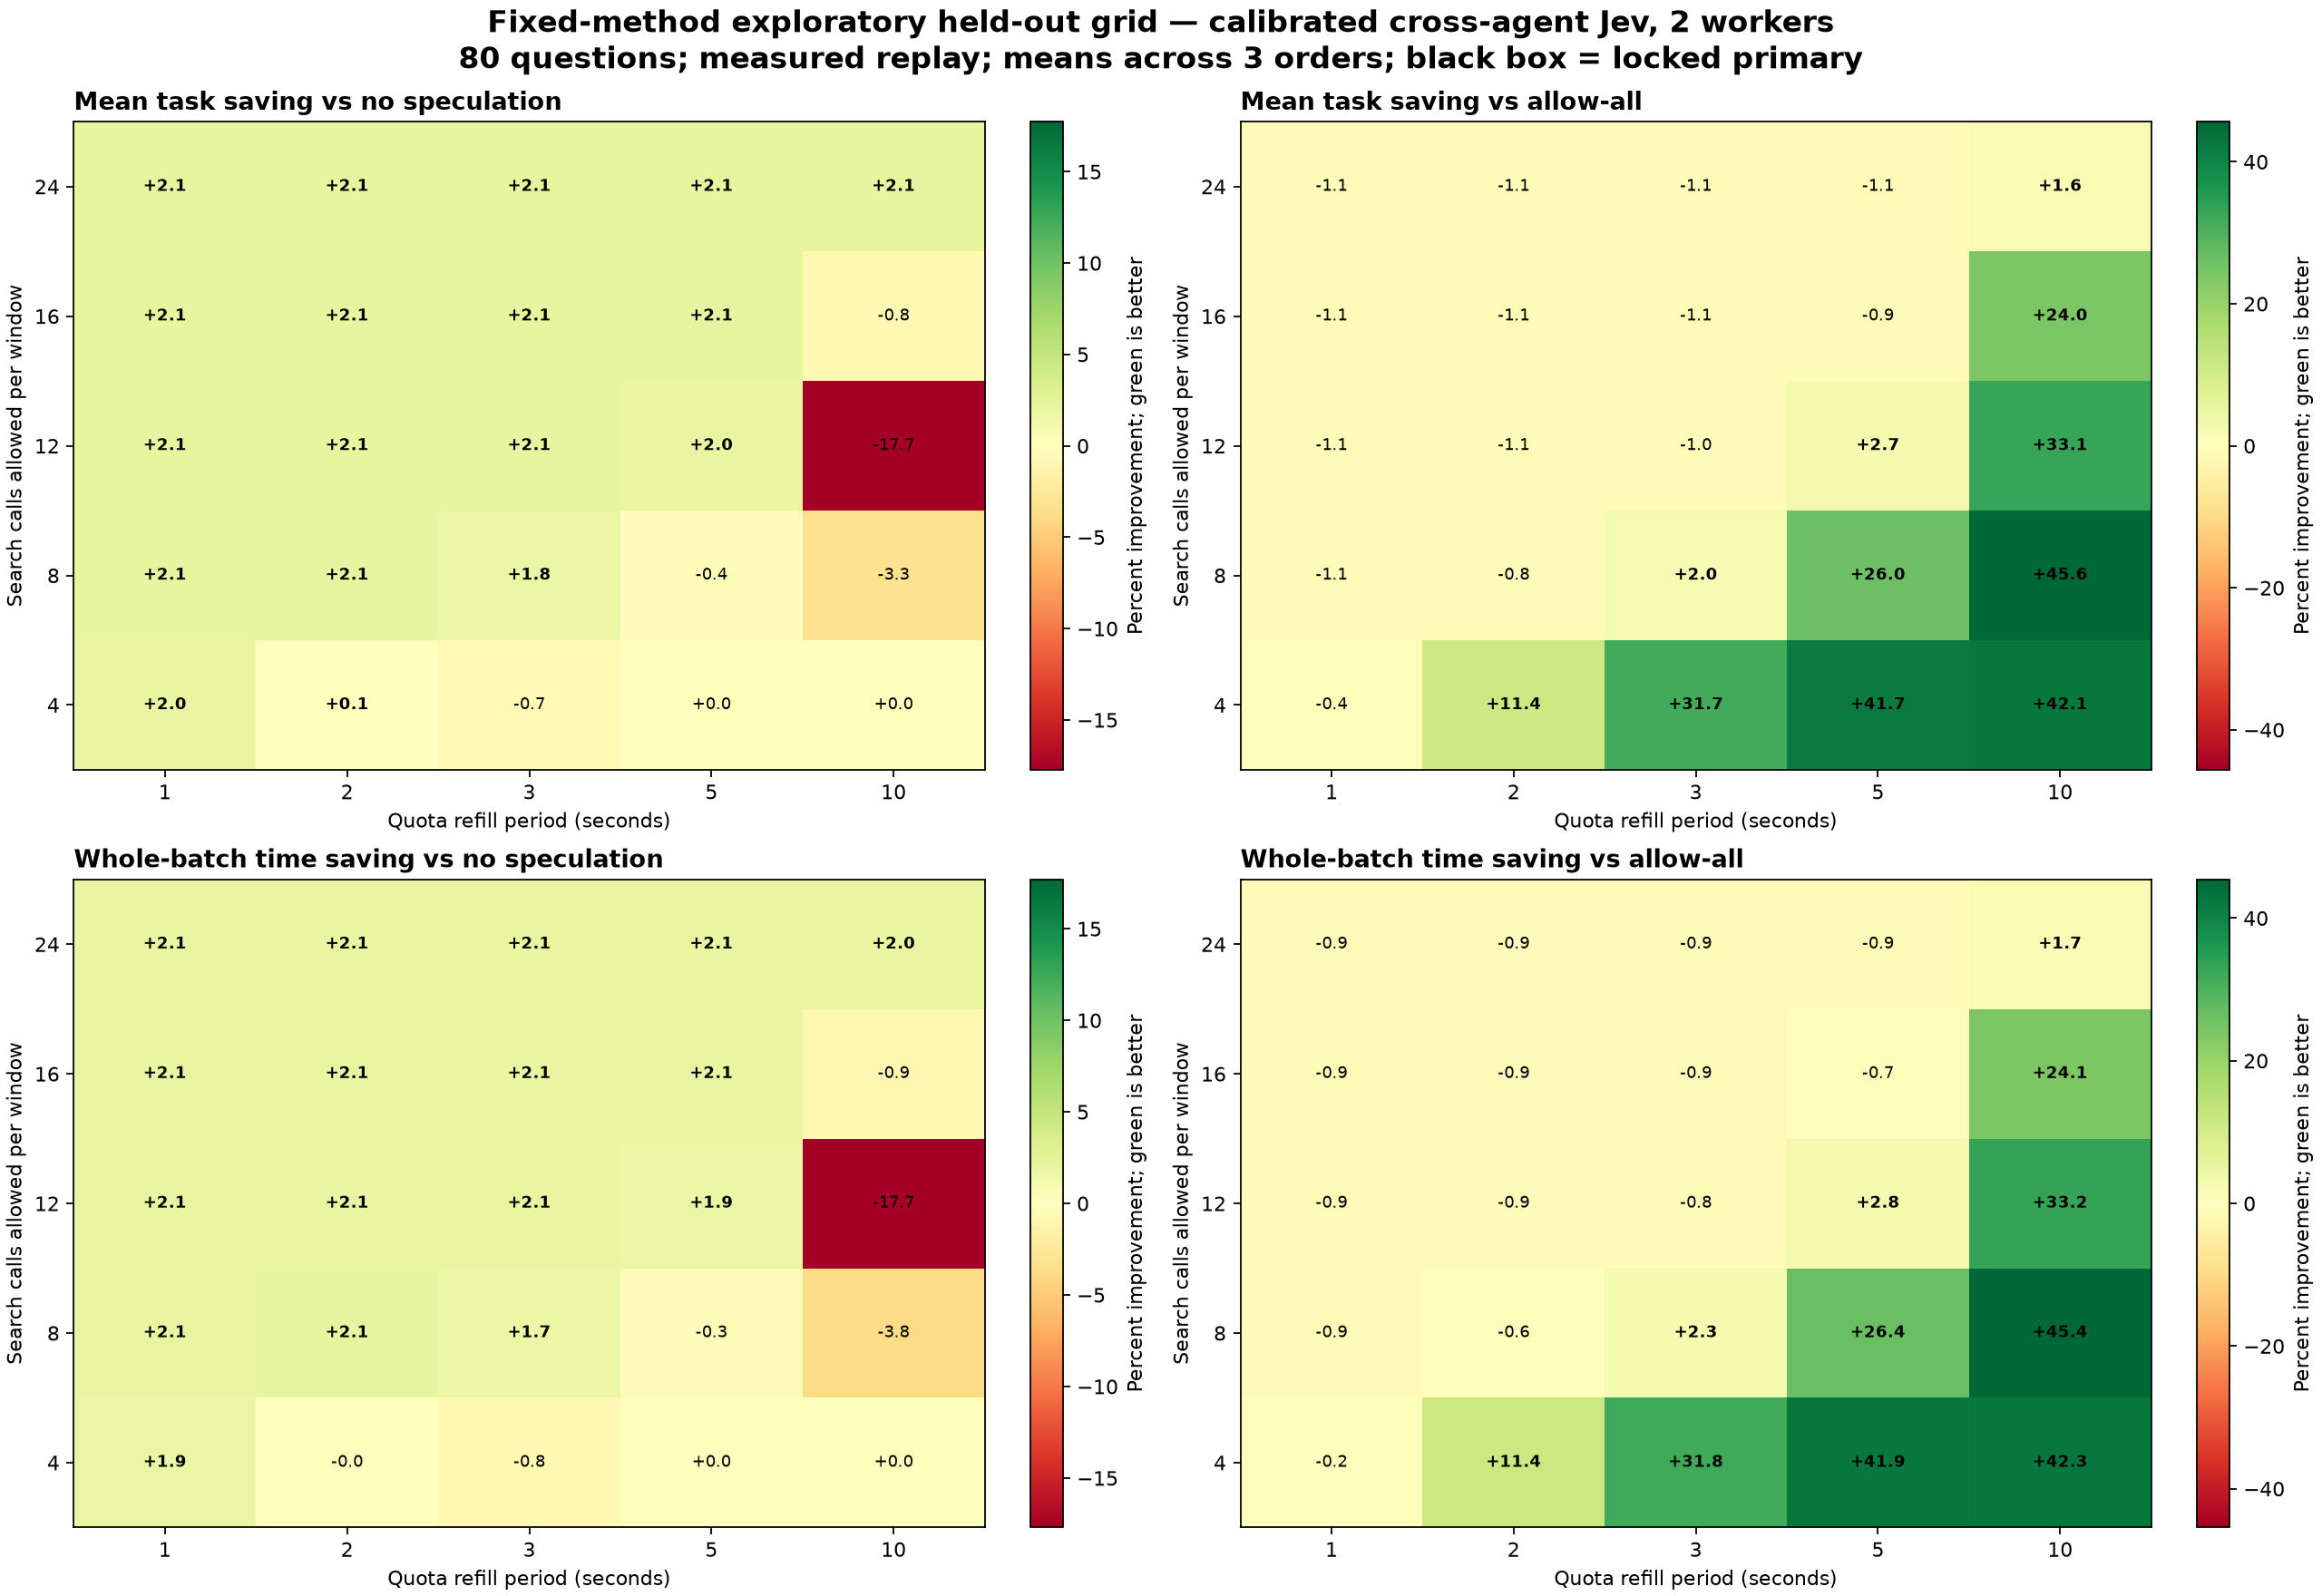 Fixed-method exploratory held-out grid — calibrated cross-agent Jev, 2 workers
80 questions; measured replay; means across 3 orders; black box = locked primary
Mean task saving vs no speculation
Search calls allowed per window
24 +2.1 +2.1 +2.1 +2.1 +2.1
16 +2.1 +2.1 +2.1 +2.1 -0.8
12 +2.1 +2.1 +2.1 +2.0 -17.7
8 +2.1 +2.1 +1.8 -0.4 -3.3
4 +2.0 +0.1 -0.7 +0.0 +0.0
1 2 3 5 10
Quota refill period (seconds)
15
10
5
0
−5
−10
−15
Percent improvement; green is better
Mean task saving vs allow-all
Search calls allowed per window
24 -1.1 -1.1 -1.1 -1.1 +1.6
16 -1.1 -1.1 -1.1 -0.9 +24.0
12 -1.1 -1.1 -1.0 +2.7 +33.1
8 -1.1 -0.8 +2.0 +26.0 +45.6
4 -0.4 +11.4 +31.7 +41.7 +42.1
1 2 3 5 10
Quota refill period (seconds)
40
20
0
−20
−40
Percent improvement; green is better
Whole-batch time saving vs no speculation
Search calls allowed per window
24 +2.1 +2.1 +2.1 +2.1 +2.0
16 +2.1 +2.1 +2.1 +2.1 -0.9
12 +2.1 +2.1 +2.1 +1.9 -17.7
8 +2.1 +2.1 +1.7 -0.3 -3.8
4 +1.9 -0.0 -0.8 +0.0 +0.0
1 2 3 5 10
Quota refill period (seconds)
15
10
5
0
−5
−10
−15
Percent improvement; green is better
Whole-batch time saving vs allow-all
Search calls allowed per window
24 -0.9 -0.9 -0.9 -0.9 +1.7
16 -0.9 -0.9 -0.9 -0.7 +24.1
12 -0.9 -0.9 -0.8 +2.8 +33.2
8 -0.9 -0.6 +2.3 +26.4 +45.4
4 -0.2 +11.4 +31.8 +41.9 +42.3
1 2 3 5 10
Quota refill period (seconds)
40
20
0
−20
−40
Percent improvement; green is better